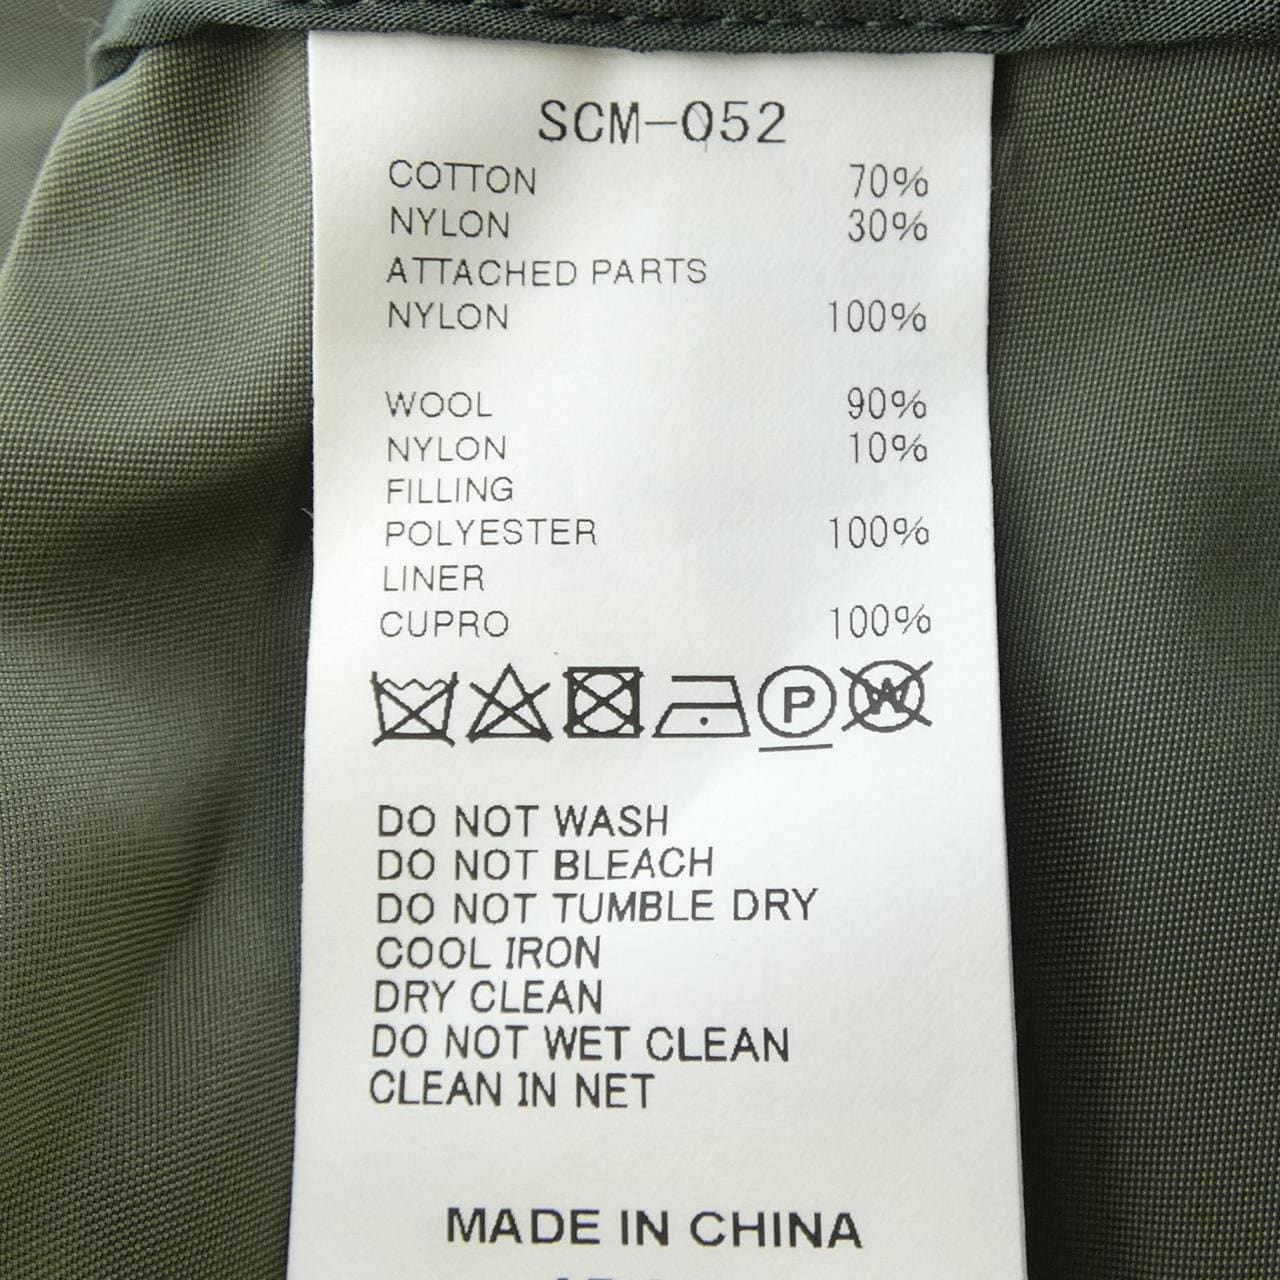 SCM-052
COTTON 70%
NYLON 30%
ATTACHED PARTS
NYLON 100%
WOOL 90%
NYLON 10%
FILLING
POLYESTER 100%
LINER
CUPRO 100%
P W
DO NOT WASH
DO NOT BLEACH
DO NOT TUMBLE DRY
COOL IRON
DRY CLEAN
DO NOT WET CLEAN
CLEAN IN NET
MADE IN CHINA